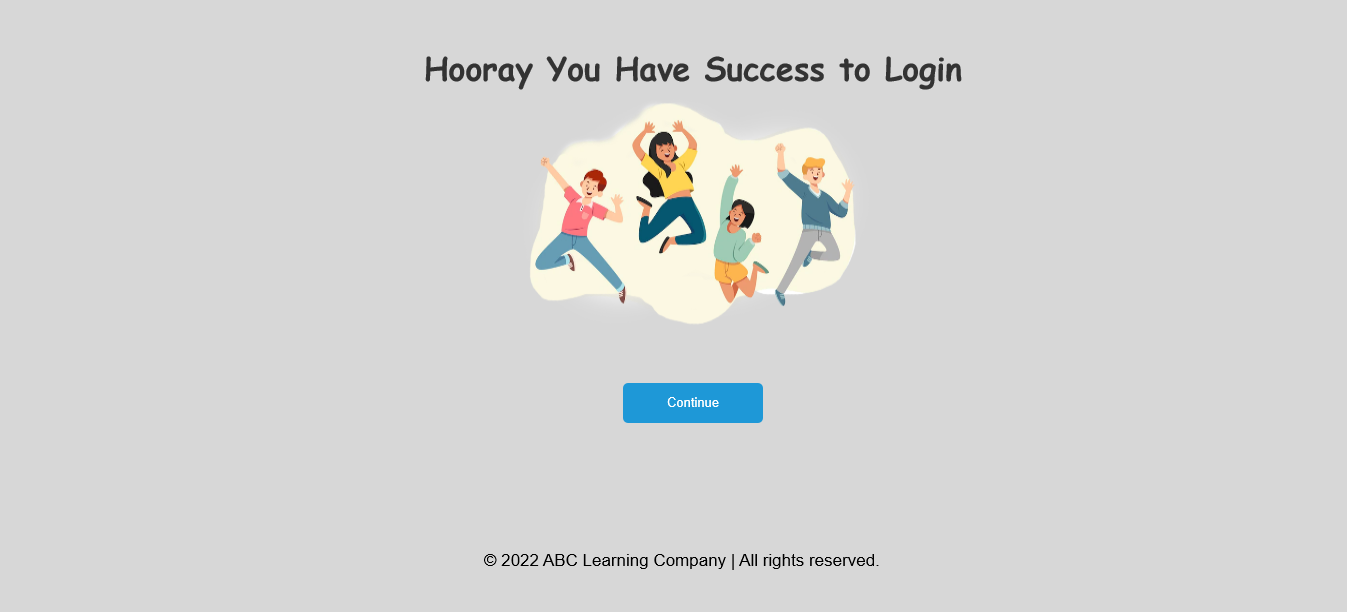 Hooray You Have Success to Login
Continue
© 2022 ABC Learning Company | All rights reserved.